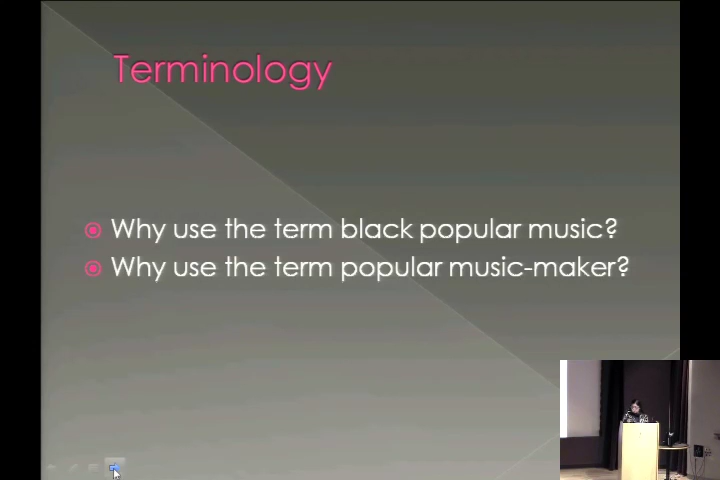 Terminology
Why use the term black popular music?
Why use the term popular music-maker?